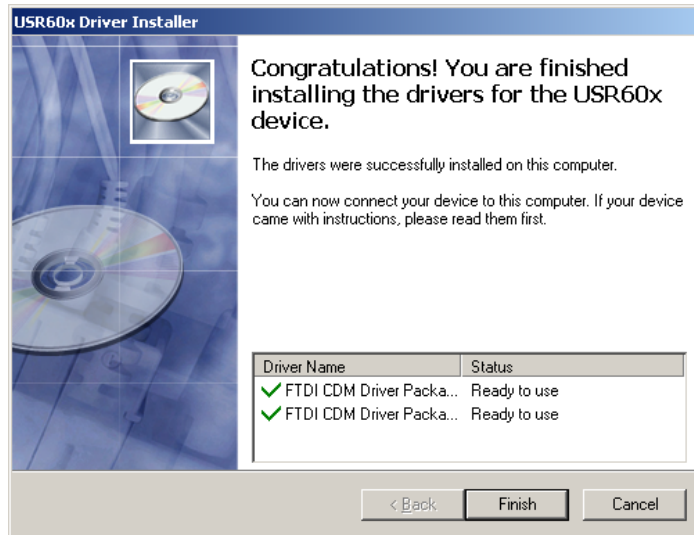 USR60x Driver Installer
Congratulations! You are finished
installing the drivers for the USR60x
device.
The drivers were successfully installed on this computer.
You can now connect your device to this computer. If your device
came with instructions, please read them first.
Driver Name Status
FTDI CDM Driver Packa... Ready to use
FTDI CDM Driver Packa... Ready to use
< Back Finish Cancel